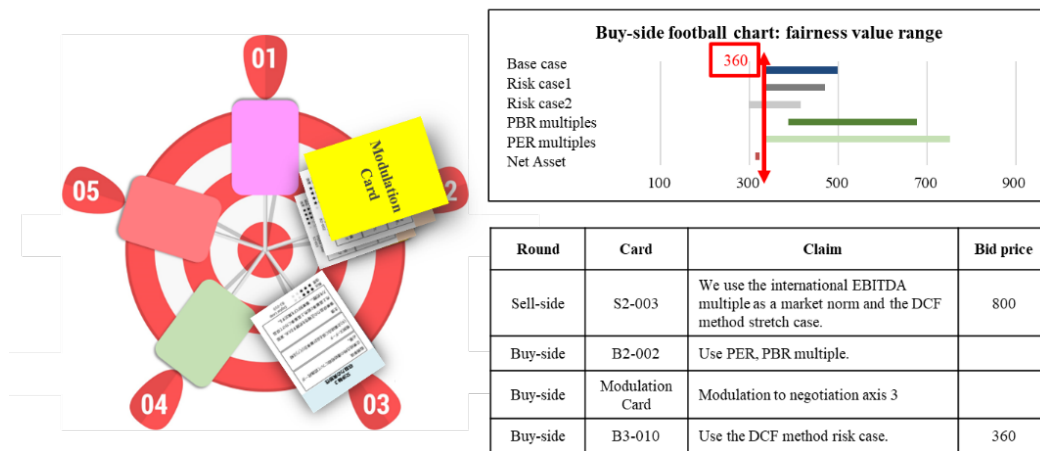 01
05
Modulation
Card
2
04
03
Buy-side football chart: fairness value range
360
Base case
Risk case1
Risk case2
PBR multiples
PER multiples
Net Asset
100 300 500 700 900
Round Card Claim Bid price
Sell-side S2-003 We use the international EBITDA
multiple as a market norm and the DCF
method stretch case. 800
Buy-side B2-002 Use PER, PBR multiple.
Buy-side Modulation
Card Modulation to negotiation axis 3
Buy-side B3-010 Use the DCF method risk case. 360